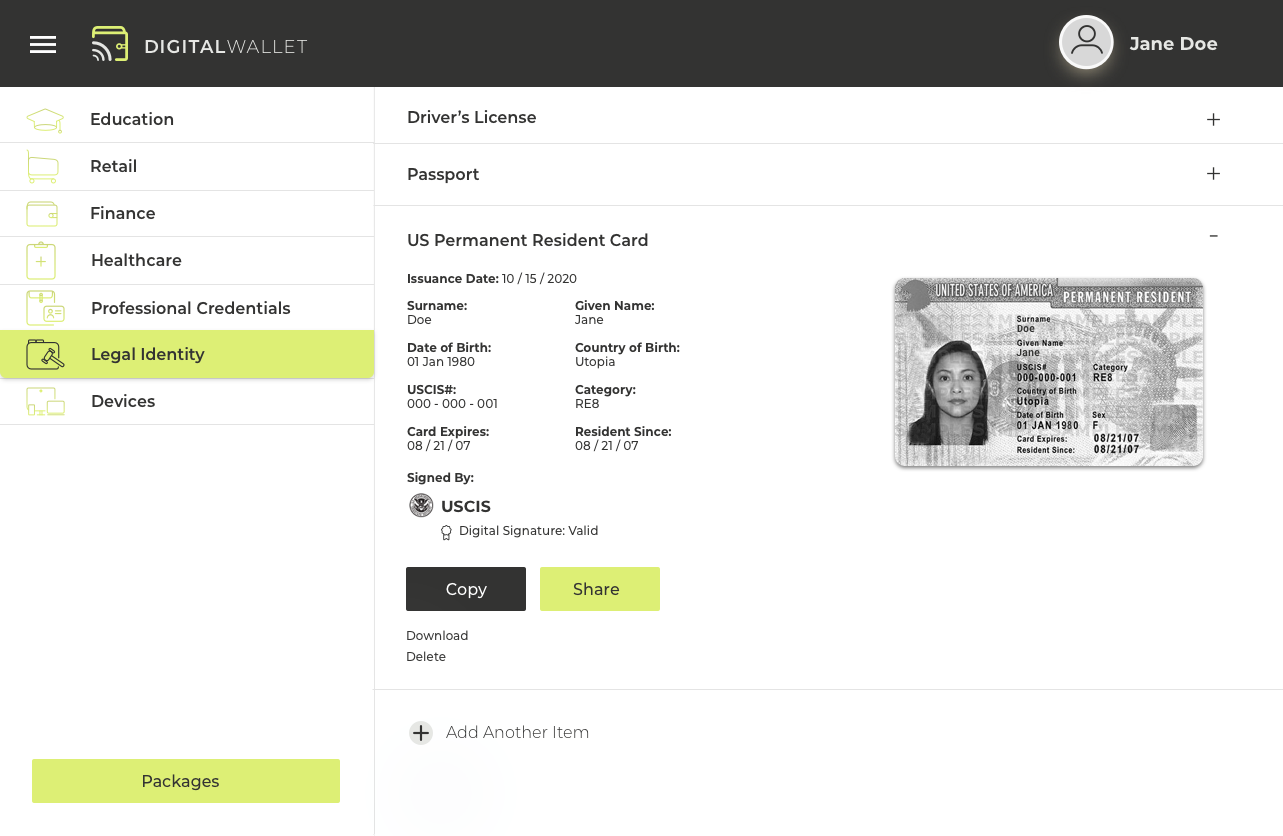 DIGITALWALLET
Jane Doe
Education
Retail
Finance
Healthcare
Professional Credentials
Legal Identity
Devices
Packages
Driver’s License
Passport
US Permanent Resident Card
Issuance Date: 10 / 15 / 2020
Surname: Given Name:
Doe Jane
Date of Birth: Country of Birth:
01 Jan 1980 Utopia
USCIS#: Category:
000 - 000 - 001 RE8
Card Expires: Resident Since:
08 / 21 / 07 08 / 21 / 07
Signed By:
USCIS
Digital Signature: Valid
Copy Share
Download
Delete
Add Another Item
UNITED STATES OF AMERICA
PERMANENT RESIDENT
Surname
Doe
Given Name
Jane
USCIS# Category
000-000-001 RE8
Country of Birth
Utopia
Date of Birth Sex
01 JAN 1980 F
Card Expires: 08/21/07
Resident Since: 08/21/07